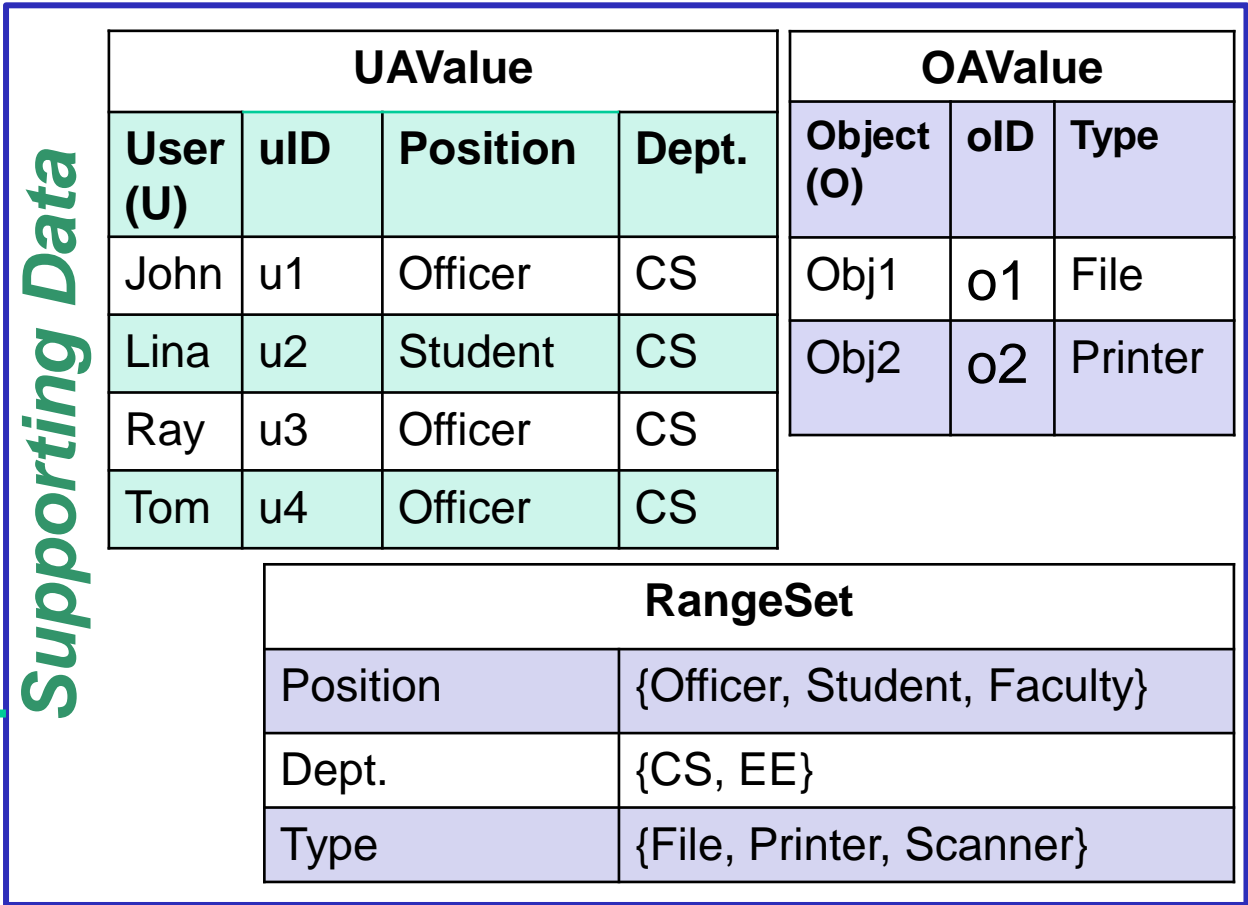 Supporting Data
UAValue
User (U) uID Position Dept.
John u1 Officer CS
Lina u2 Student CS
Ray u3 Officer CS
Tom u4 Officer CS
OAValue
Object (O) oID Type
Obj1 o1 File
Obj2 o2 Printer
RangeSet
Position {Officer, Student, Faculty}
Dept. {CS, EE}
Type {File, Printer, Scanner}